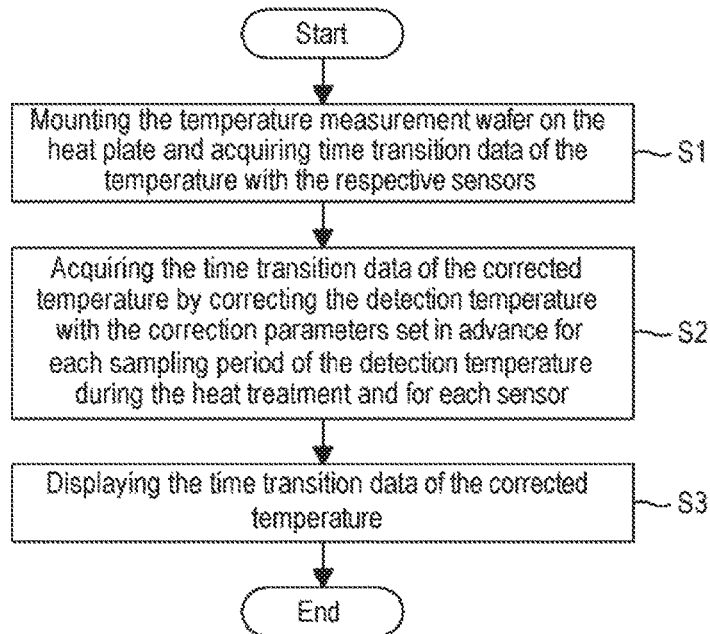 Start
Mounting the temperature measurement wafer on the
heat plate and acquiring time transition data of the
temperature with the respective sensors
S1
Acquiring the time transition data of the corrected
temperature by correcting the detection temperature
with the correction parameters set in advance for
each sampling period of the detection temperature
during the heat treatment and for each sensor
S2
Displaying the time transition data of the corrected
temperature
S3
End